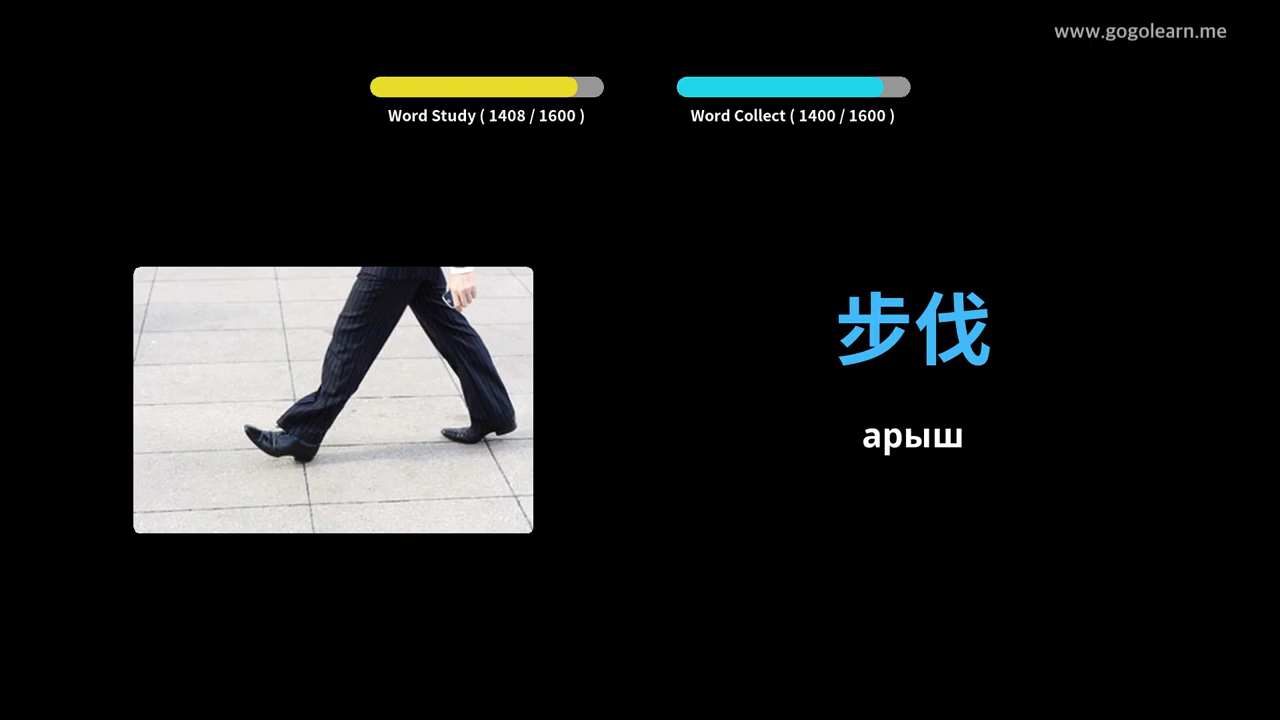 www.gogolearn.me
Word Study ( 1408 / 1600 )
Word Collect ( 1400 / 1600 )
步伐
арыш